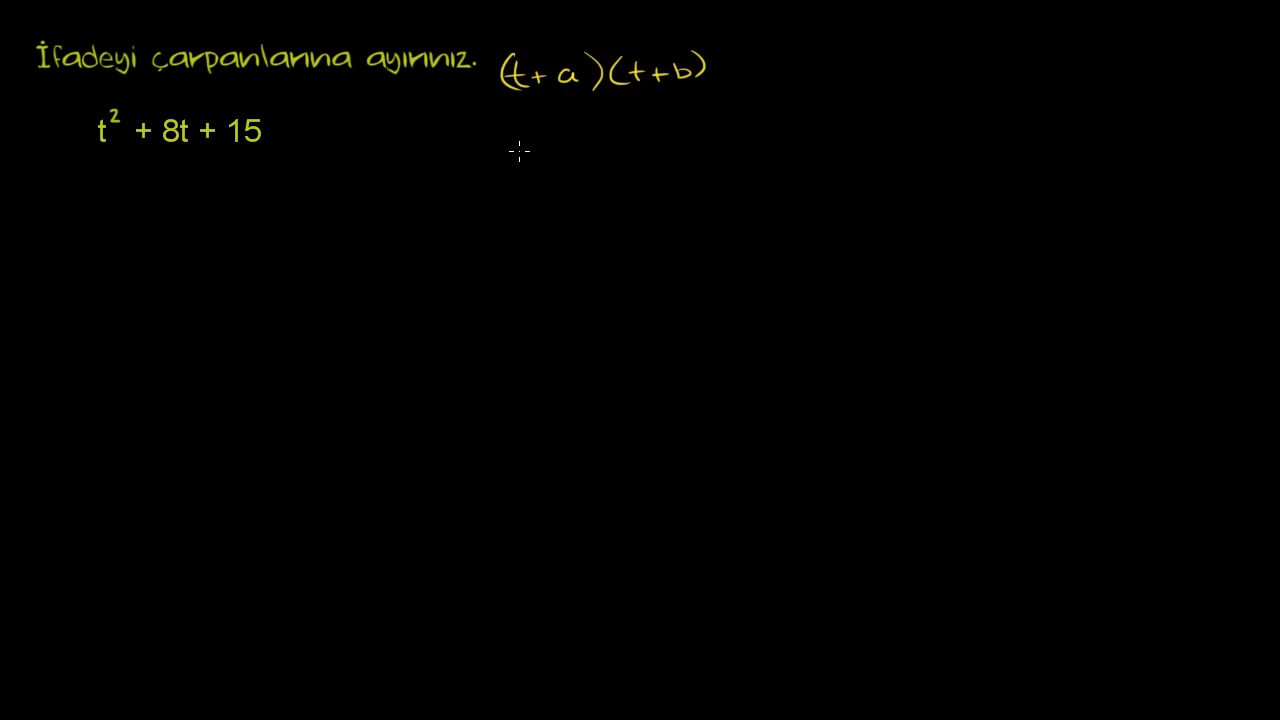 İfadeyi çarpanlarına ayırınız. (t+a)(t+b)
t² + 8t + 15